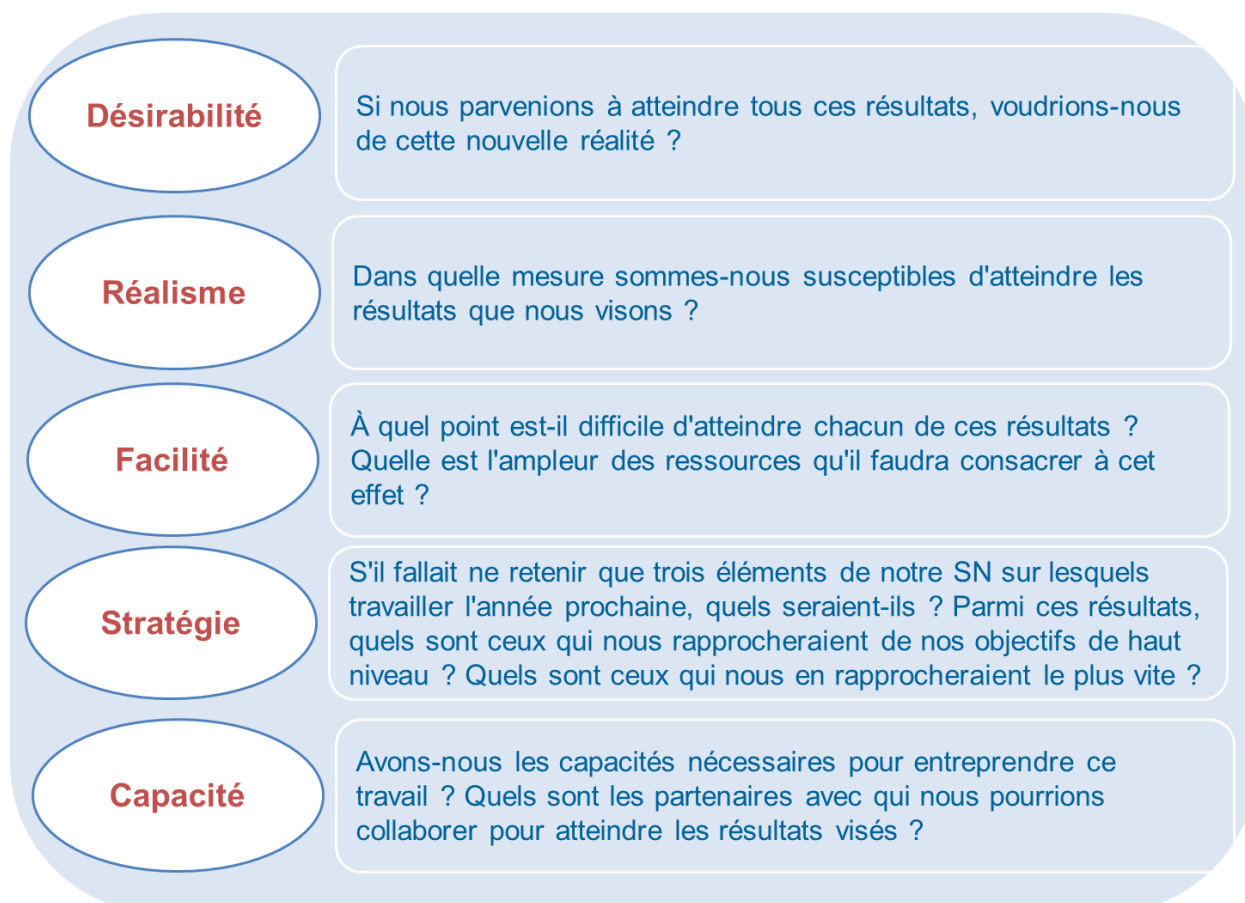 Désirabilité
Si nous parvenions à atteindre tous ces résultats, voudrions-nous
de cette nouvelle réalité ?
Réalisme
Dans quelle mesure sommes-nous susceptibles d'atteindre les
résultats que nous visons ?
Facilité
À quel point est-il difficile d'atteindre chacun de ces résultats ?
Quelle est l'ampleur des ressources qu'il faudra consacrer à cet
effet ?
Stratégie
S'il fallait ne retenir que trois éléments de notre SN sur lesquels
travailler l'année prochaine, quels seraient-ils ? Parmi ces résultats,
quels sont ceux qui nous rapprocheraient de nos objectifs de haut
niveau ? Quels sont ceux qui nous en rapprocheraient le plus vite ?
Capacité
Avons-nous les capacités nécessaires pour entreprendre ce
travail ? Quels sont les partenaires avec qui nous pourrions
collaborer pour atteindre les résultats visés ?